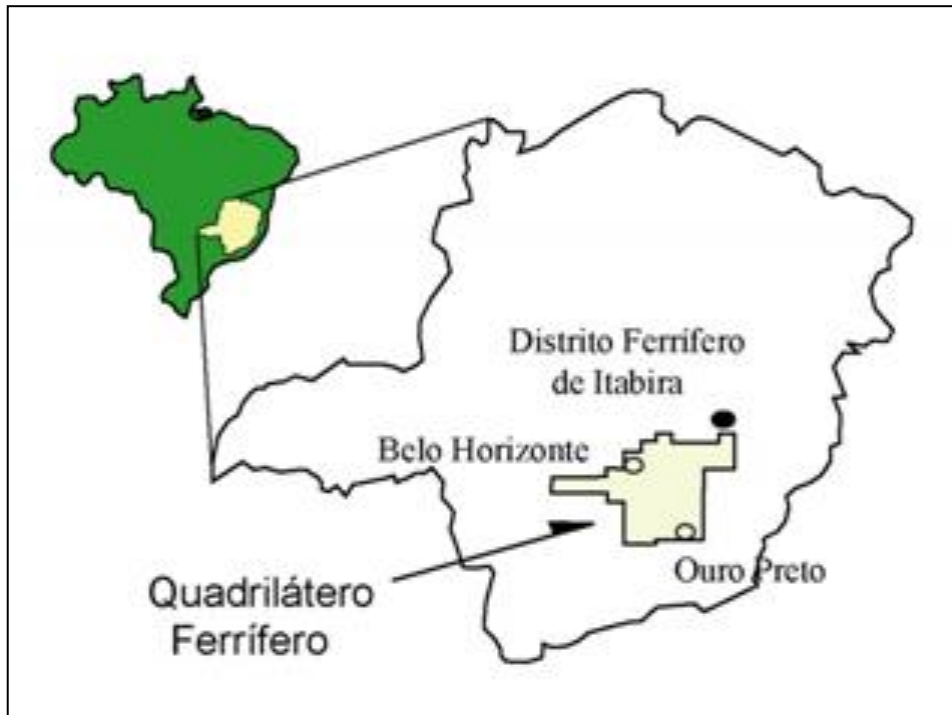 Distrito Ferrífero
de Itabira
Belo Horizonte
Ouro Preto
Quadrilátero
Ferrífero